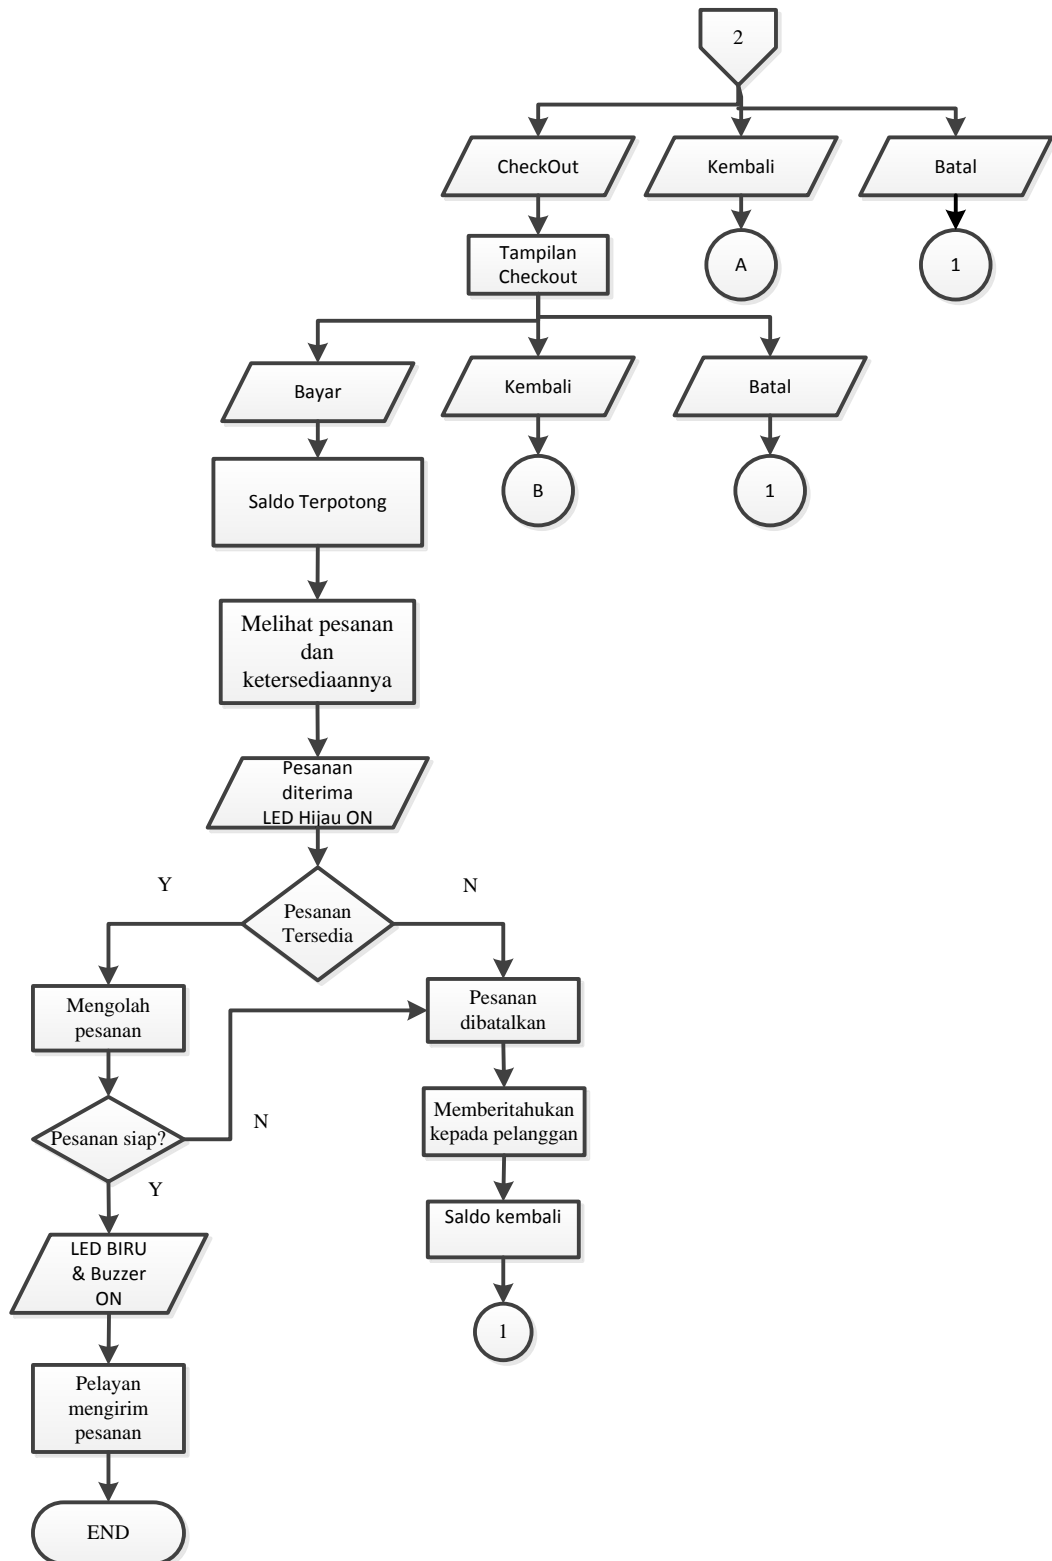 2
CheckOut
Kembali
Batal
Tampilan
Checkout
A
1
Bayar
Kembali
Batal
Saldo Terpotong
B
1
Melihat pesanan
dan
ketersediaannya
Pesanan
diterima
LED Hijau ON
Y
N
Pesanan
Tersedia
Mengolah
pesanan
Pesanan
dibatalkan
Memberitahukan
kepada pelanggan
Pesanan siap?
N
Y
Saldo kembali
LED BIRU
& Buzzer
ON
1
Pelayan
mengirim
pesanan
END